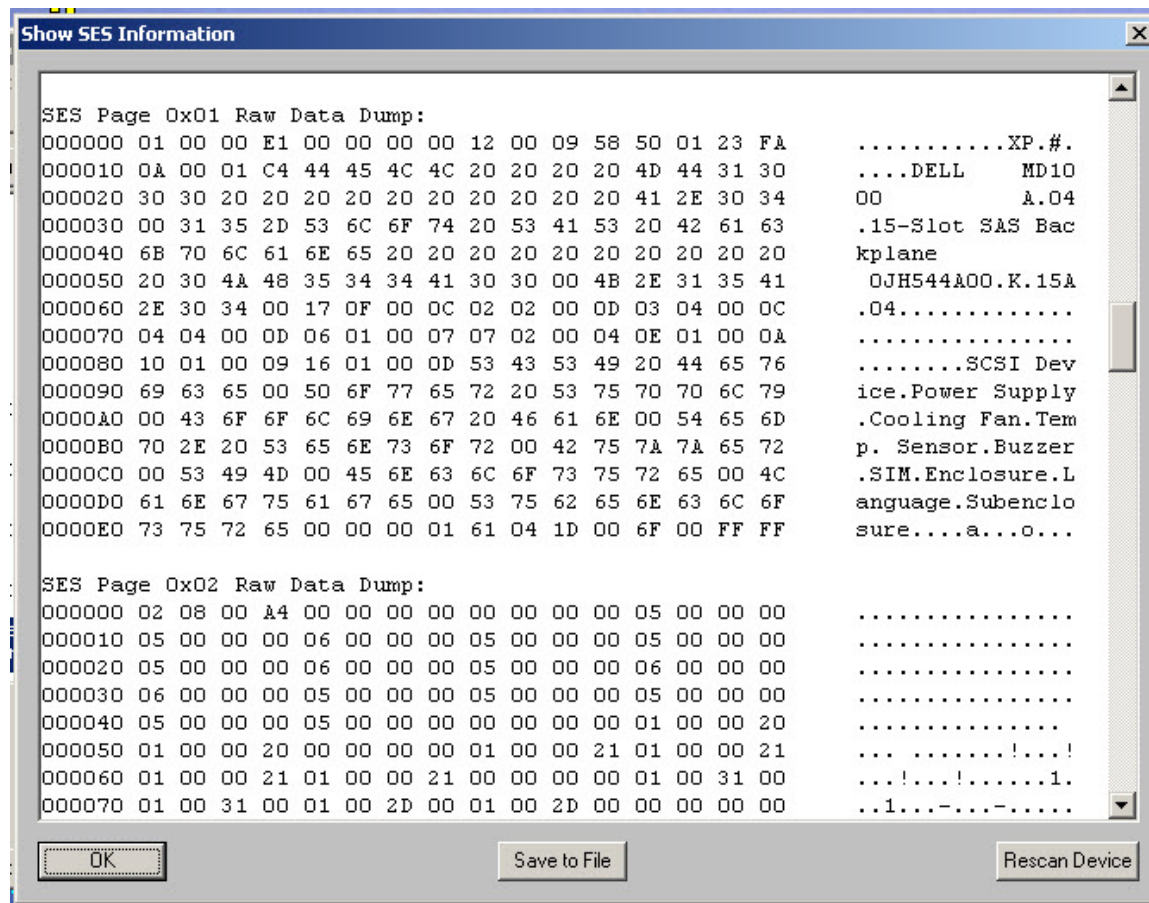 Show SES Information
SES Page 0x01 Raw Data Dump:
000000 01 00 00 E1 00 00 00 00 12 00 09 58 50 01 23 FA ...........XP.#.
000010 0A 00 01 C4 44 45 4C 4C 20 20 20 20 4D 44 31 30 ....DELL    MD10
000020 30 30 20 20 20 20 20 20 20 20 20 20 41 2E 30 34 00          A.04
000030 00 31 35 2D 53 6C 6F 74 20 53 41 53 20 42 61 63 .15-Slot SAS Bac
000040 6B 70 6C 61 6E 65 20 20 20 20 20 20 20 20 20 20 kplane
000050 20 30 4A 48 35 34 34 41 30 30 00 4B 2E 31 35 41  0JH544A00.K.15A
000060 2E 30 34 00 17 0F 00 0C 02 02 00 0D 03 04 00 0C .04.............
000070 04 04 00 0D 06 01 00 07 07 02 00 04 0E 01 00 0A ................
000080 10 01 00 09 16 01 00 0D 53 43 53 49 20 44 65 76 ........SCSI Dev
000090 69 63 65 00 50 6F 77 65 72 20 53 75 70 70 6C 79 ice.Power Supply
0000A0 00 43 6F 6F 6C 69 6E 67 20 46 61 6E 00 54 65 6D .Cooling Fan.Tem
0000B0 70 2E 20 53 65 6E 73 6F 72 00 42 75 7A 7A 65 72 p. Sensor.Buzzer
0000C0 00 53 49 4D 00 45 6E 63 6C 6F 73 75 72 65 00 4C .SIM.Enclosure.L
0000D0 61 6E 67 75 61 67 65 00 53 75 62 65 6E 63 6C 6F anguage.Subenclo
0000E0 73 75 72 65 00 00 00 01 61 04 1D 00 6F 00 FF FF sure....a...o...
SES Page 0x02 Raw Data Dump:
000000 02 08 00 A4 00 00 00 00 00 00 00 00 05 00 00 00 ................
000010 05 00 00 00 06 00 00 00 05 00 00 00 05 00 00 00 ................
000020 05 00 00 00 06 00 00 00 05 00 00 00 06 00 00 00 ................
000030 06 00 00 00 05 00 00 00 05 00 00 00 05 00 00 00 ................
000040 05 00 00 00 05 00 00 00 00 00 00 00 01 00 00 20 ...............
000050 01 00 00 20 00 00 00 00 01 00 00 21 01 00 00 21 ... .......!...!
000060 01 00 00 21 01 00 00 21 00 00 00 00 01 00 31 00 ...!...!......1.
000070 01 00 31 00 01 00 2D 00 01 00 2D 00 00 00 00 00 ..1...-...-.....
OK
Save to File
Rescan Device